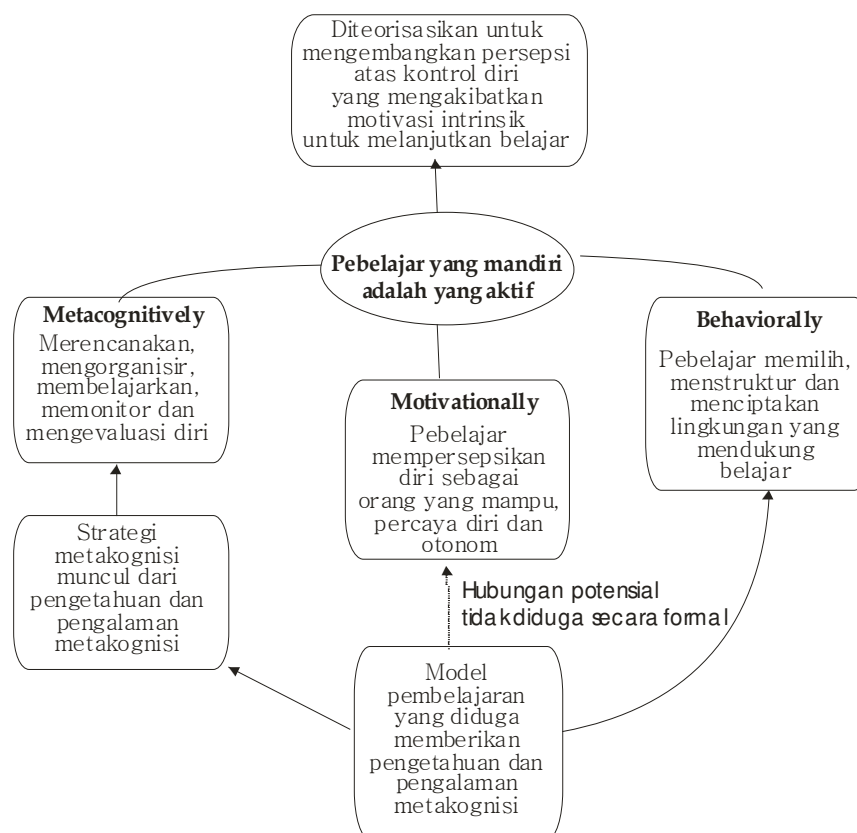 Diteorisasikan untuk
mengembangkan persepsi
atas kontrol diri
yang mengakibatkan
motivasi intrinsik
untuk melanjutkan belajar
Pebelajar yang mandiri
adalah yang aktif
Metacognitively
Merencanakan,
mengorganisir,
membelajarkan,
memonitor dan
mengevaluasi diri
Motivationally
Pebelajar
mempersepsikan
diri sebagai
orang yang mampu,
percaya diri dan
otonom
Behaviorally
Pebelajar memilih,
menstruktur dan
menciptakan
lingkungan yang
mendukung
belajar
Strategi
metakognisi
muncul dari
pengetahuan dan
pengalaman
metakognisi
Hubungan potensial
tidak diduga secara formal
Model
pembelajaran
yang diduga
memberikan
pengetahuan dan
pengalaman
metakognisi